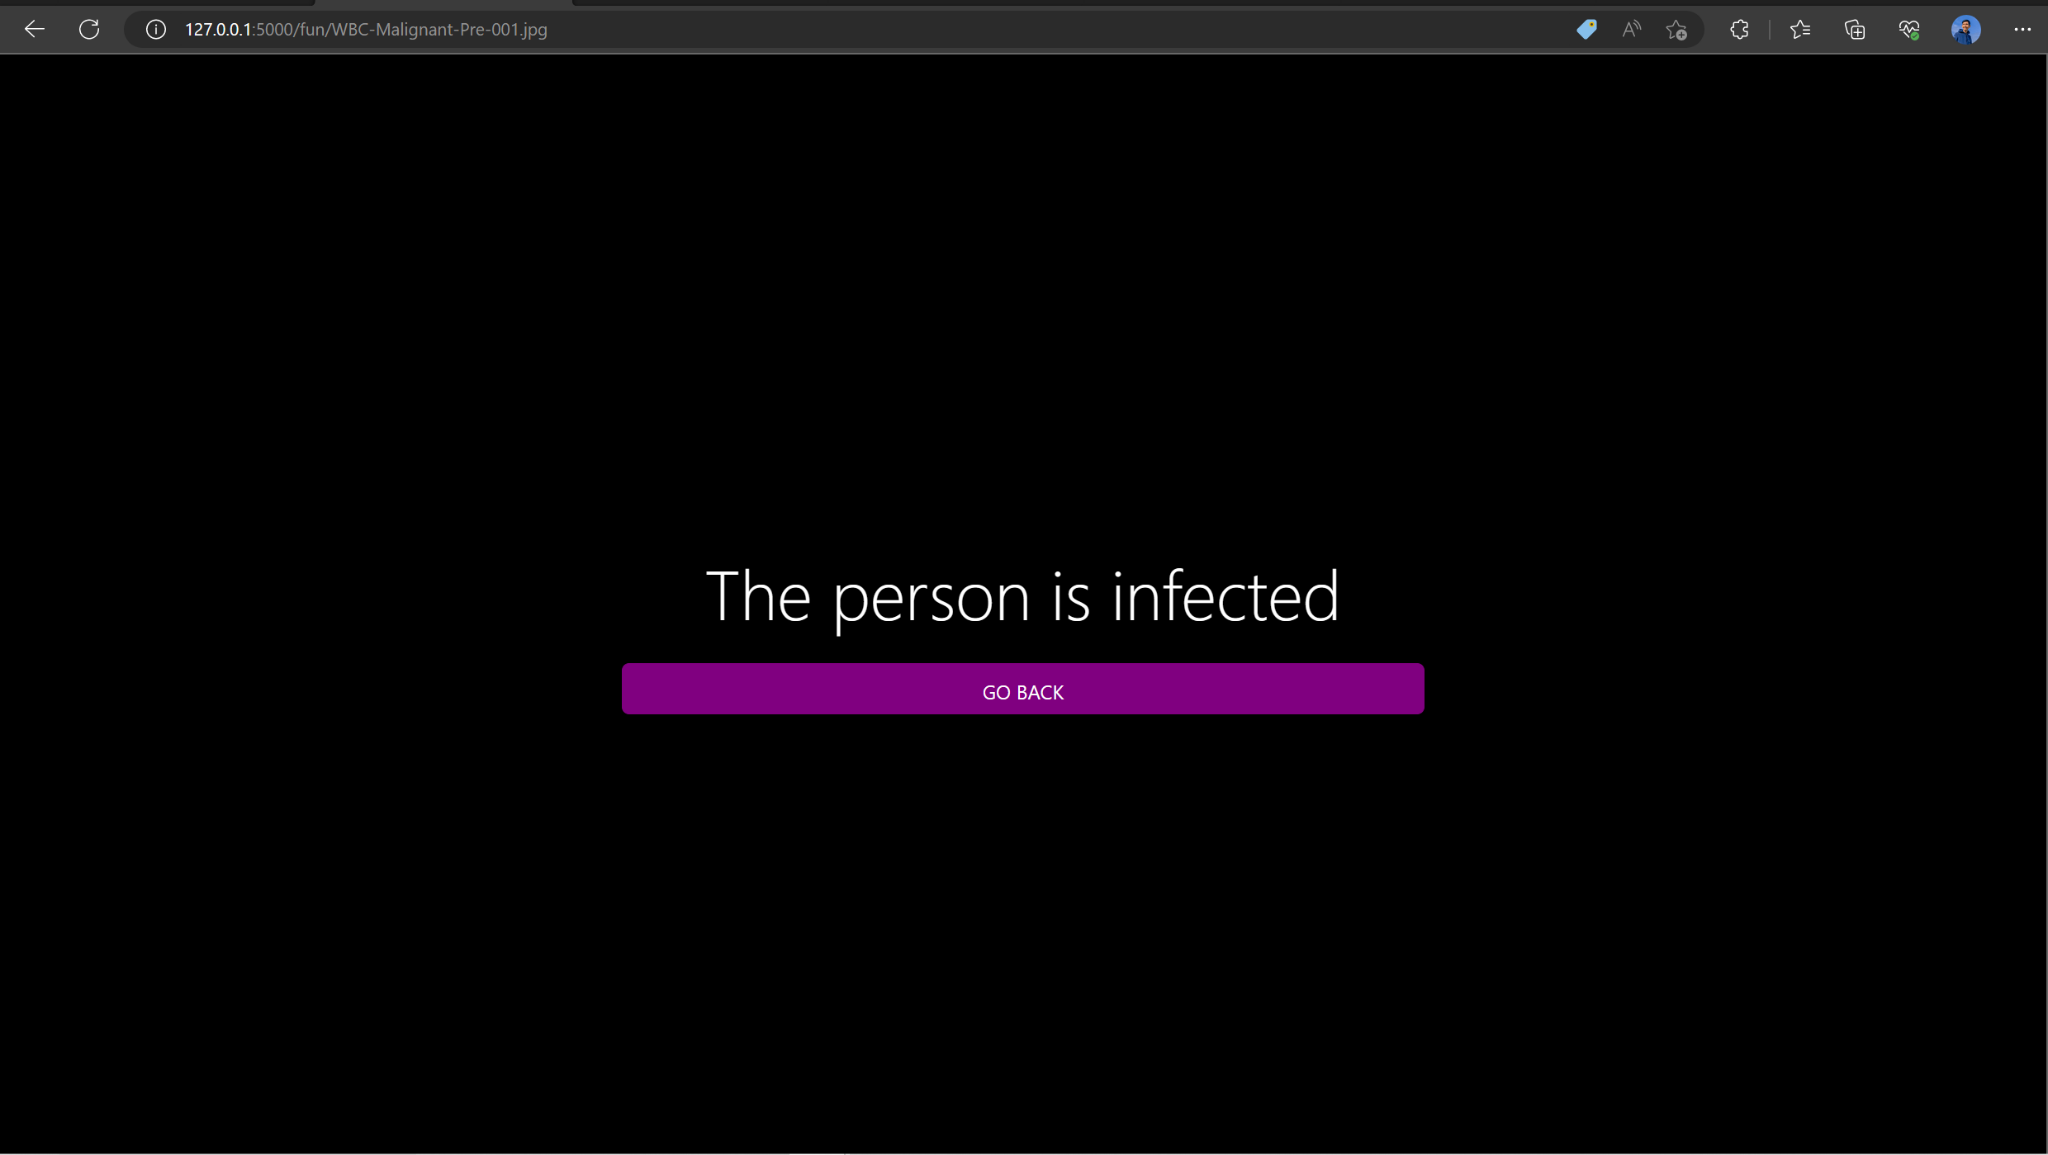 127.0.0.1:5000/fun/WBC-Malignant-Pre-001.jpg
The person is infected
GO BACK